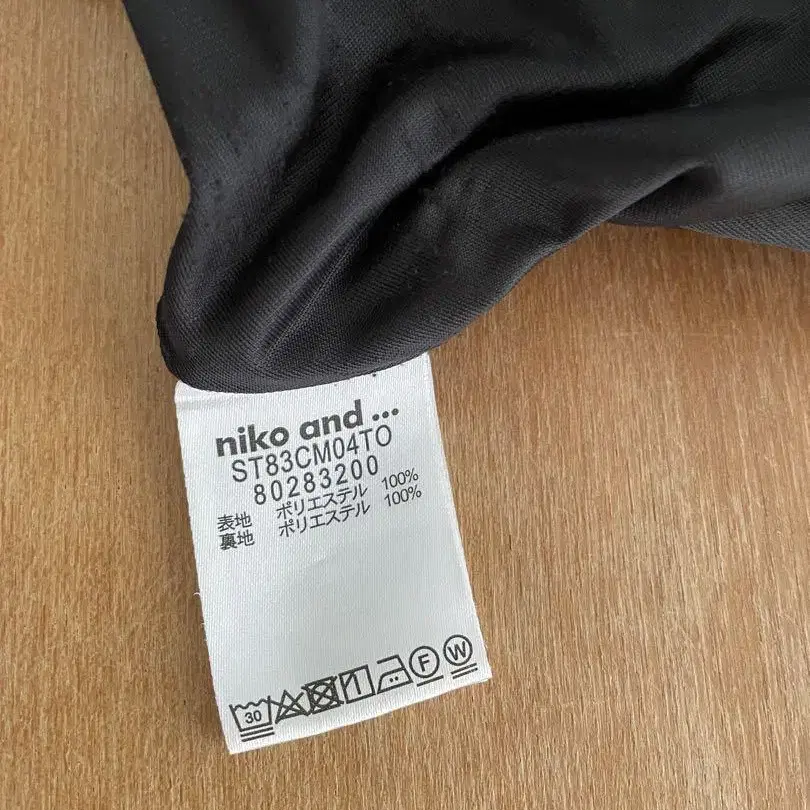 niko and ...
ST83CM04TO
80283200
表地 ポリエステル 100%
裏地 ポリエステル 100%
30 F W